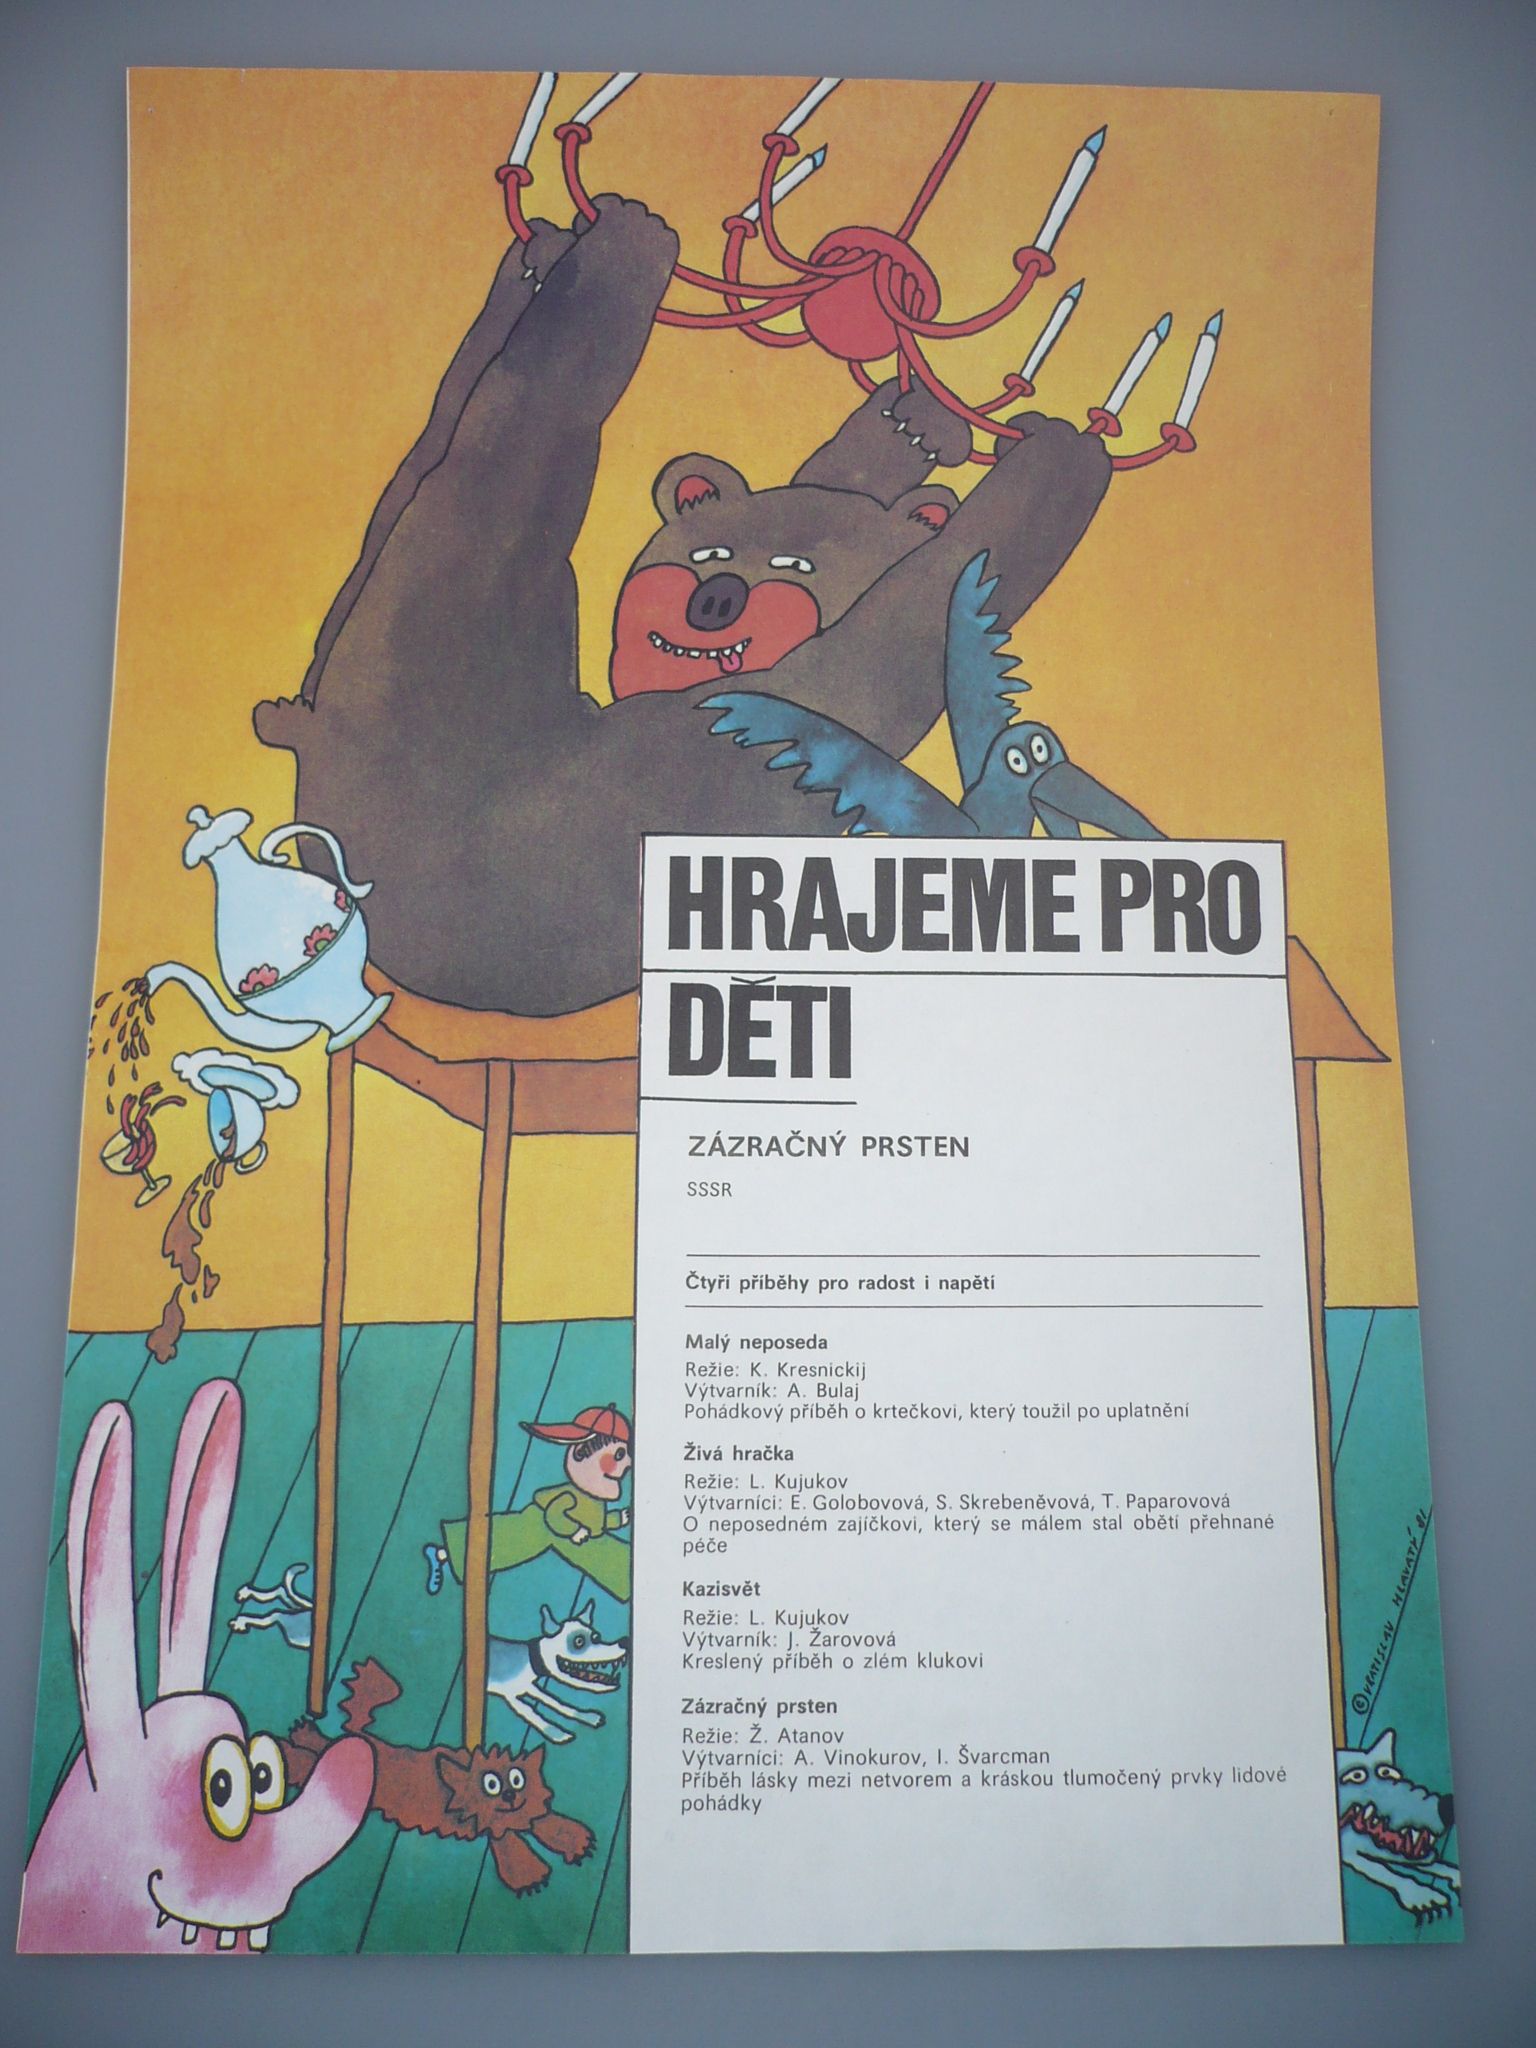 HRAJEME PRO
DĚTI
ZÁZRAČNÝ PRSTEN
SSSR
Čtyři příběhy pro radost i napětí
Malý neposeda
Režie: K. Kresnickij
Výtvarník: A. Bulaj
Pohádkový příběh o krtečkovi, který toužil po uplatnění
Živá hračka
Režie: L. Kujukov
Výtvarníci: E. Golobovová, S. Skrebeněvová, T. Paparovová
O neposedném zajíčkovi, který se málem stal obětí přehnané
péče
Kazisvět
Režie: L. Kujukov
Výtvarník: J. Žarovová
Kreslený příběh o zlém klukovi
Zázračný prsten
Režie: Ž. Atanov
Výtvarníci: A. Vinokurov, I. Švarcman
Příběh lásky mezi netvorem a kráskou tlumočený prvky lidové
pohádky
© VRATISLAV HLAVATÝ 81